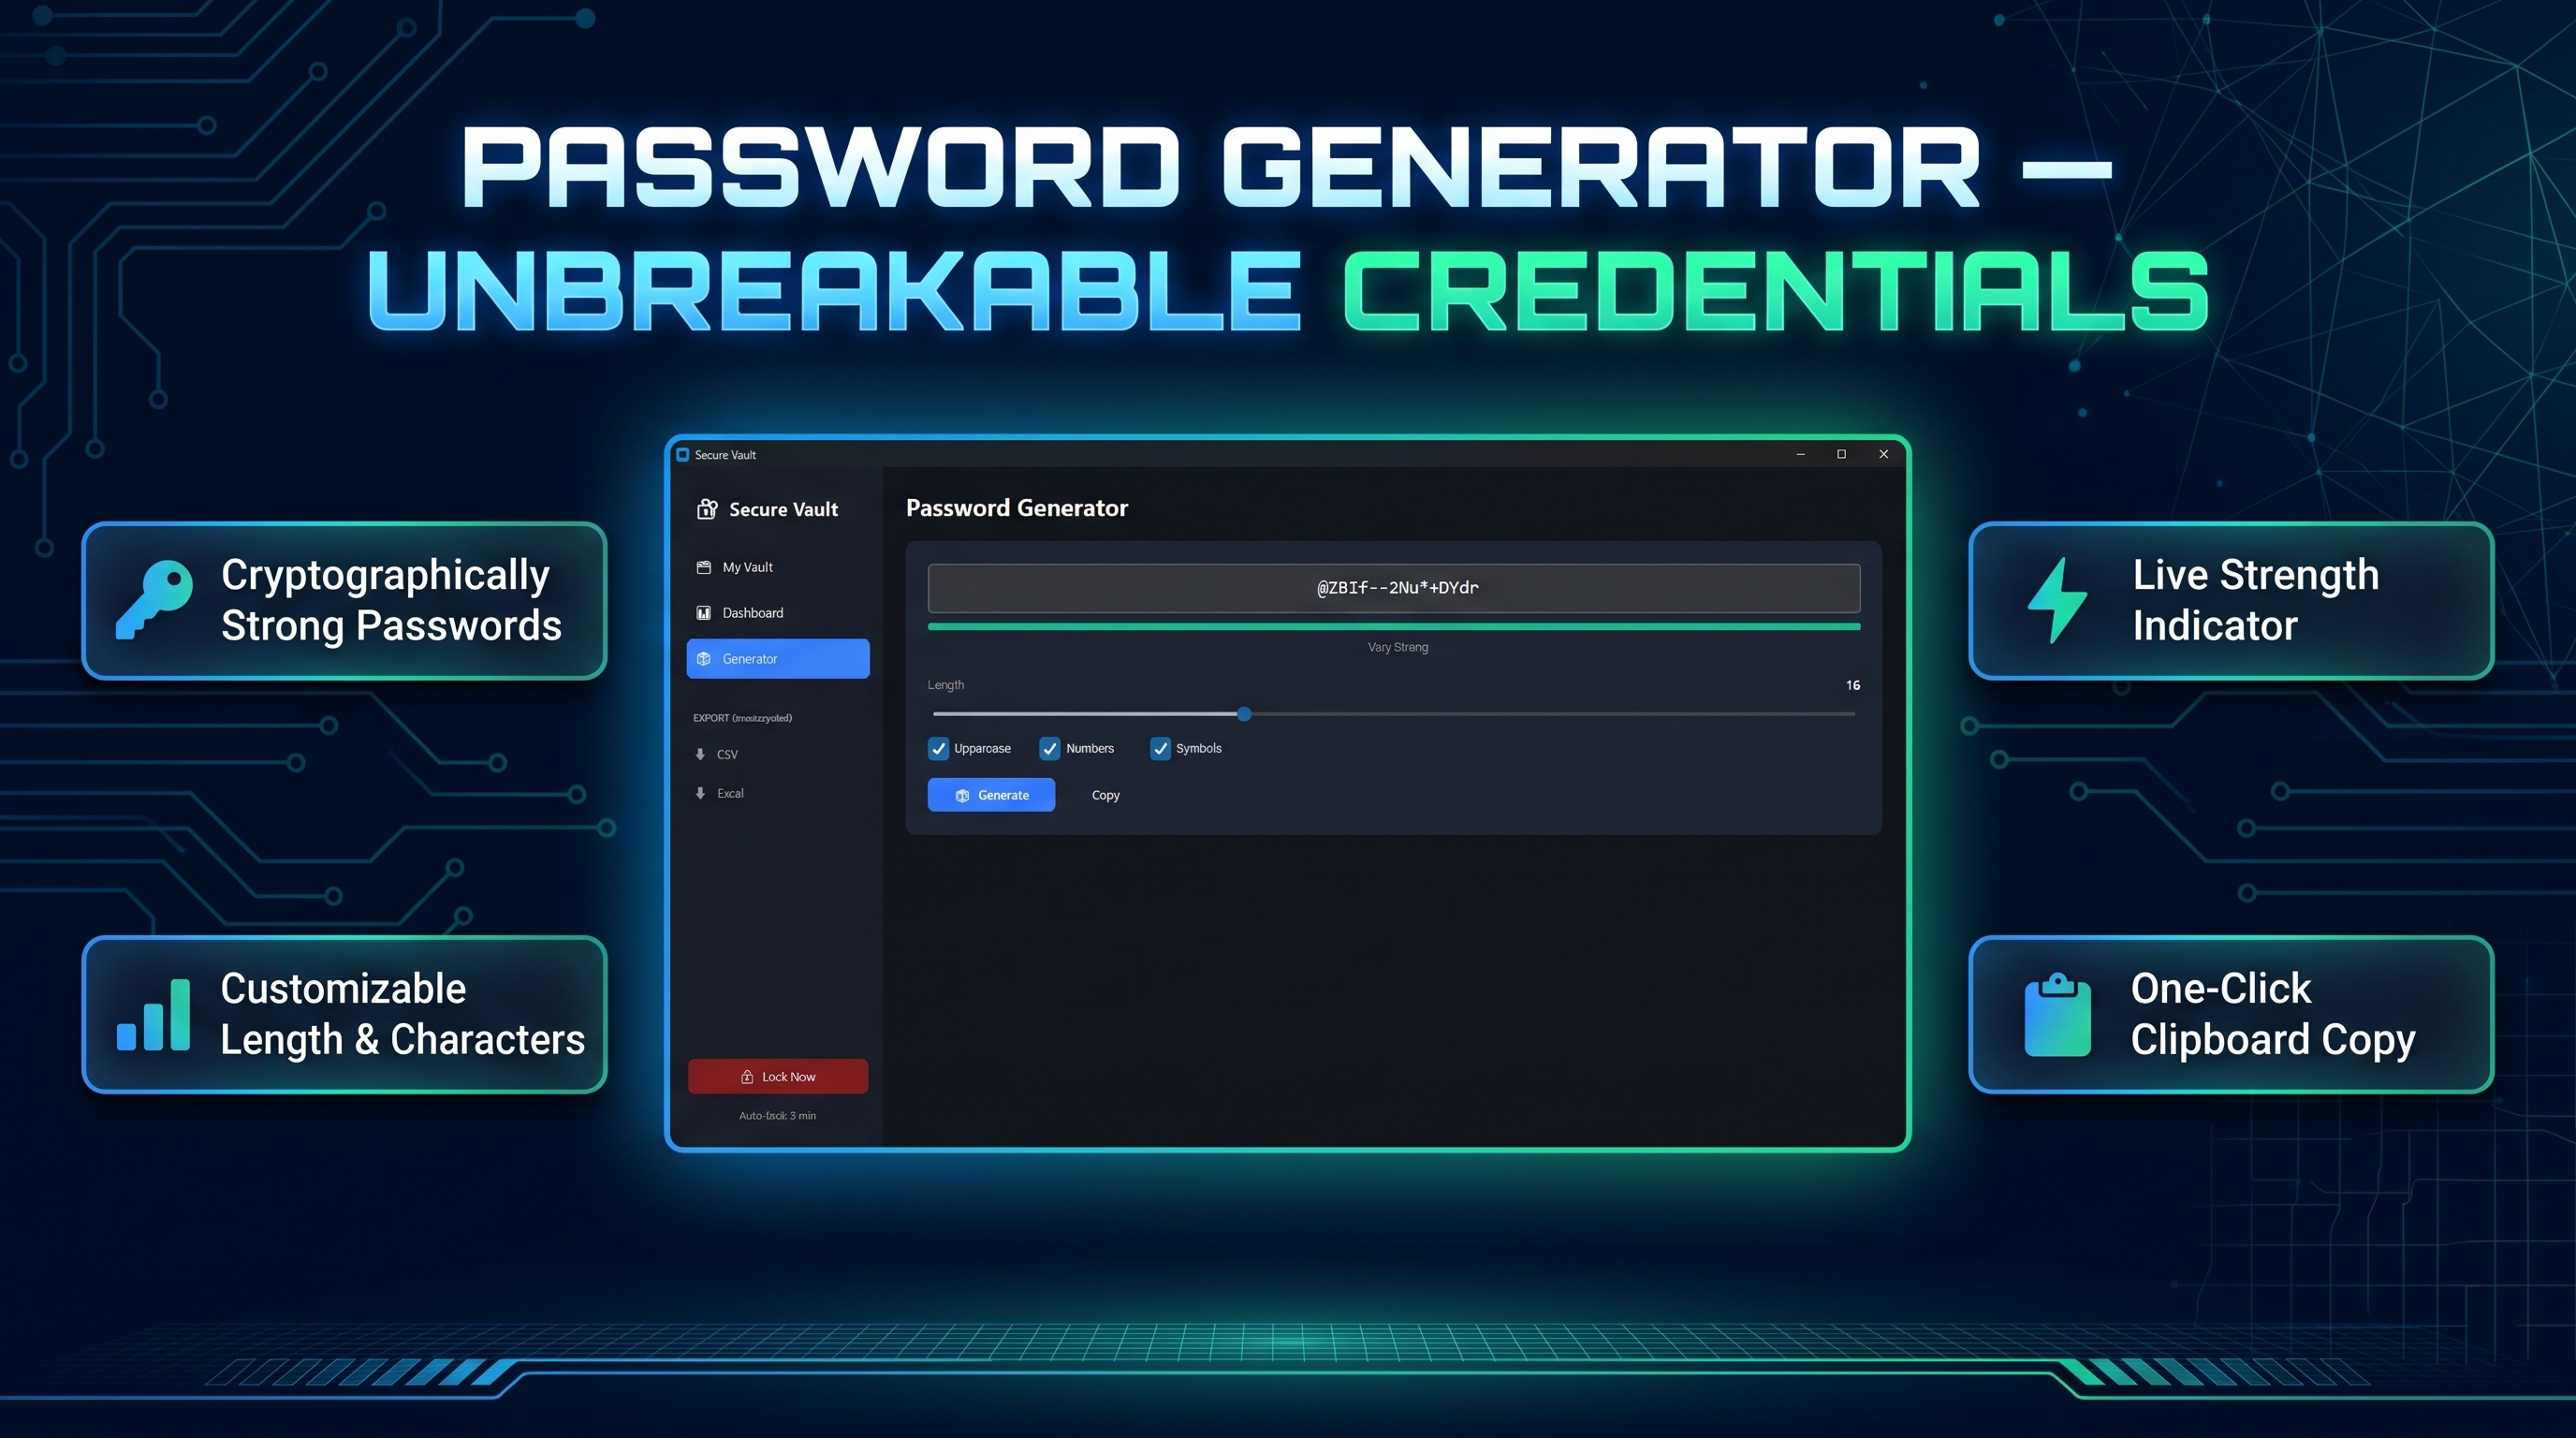 PASSWORD GENERATOR —
UNBREAKABLE CREDENTIALS
Cryptographically
Strong Passwords
Customizable
Length & Characters
Secure Vault
Secure Vault
My Vault
Dashboard
Generator
EXPORT
CSV
Excal
Lock Now
3 min
Password Generator
@ZBIf--2Nu*+DYdr
Vary Streng
Length 16
Upparcase Numbers Symbols
Generate Copy
Live Strength
Indicator
One-Click
Clipboard Copy